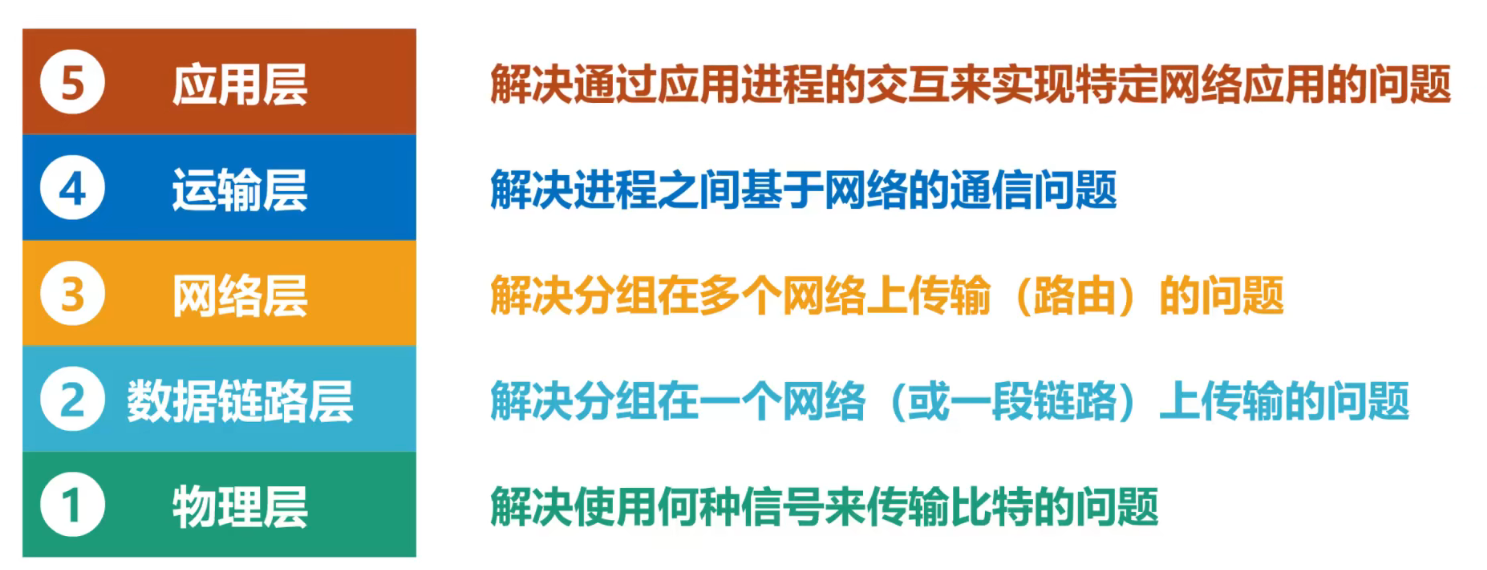 5 应用层 解决通过应用进程的交互来实现特定网络应用的问题
4 运输层 解决进程之间基于网络的通信问题
3 网络层 解决分组在多个网络上传输（路由）的问题
2 数据链路层 解决分组在一个网络（或一段链路）上传输的问题
1 物理层 解决使用何种信号来传输比特的问题